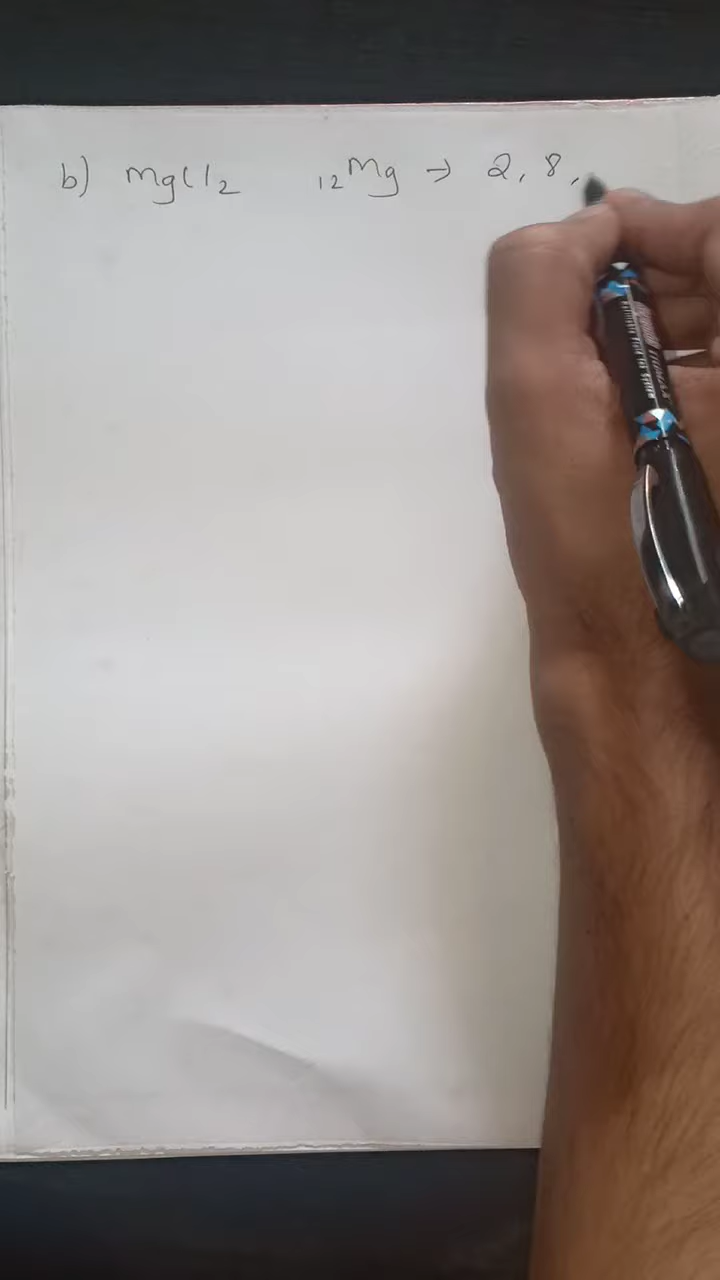 b) MgCl₂ ₁₂Mg → 2, 8,